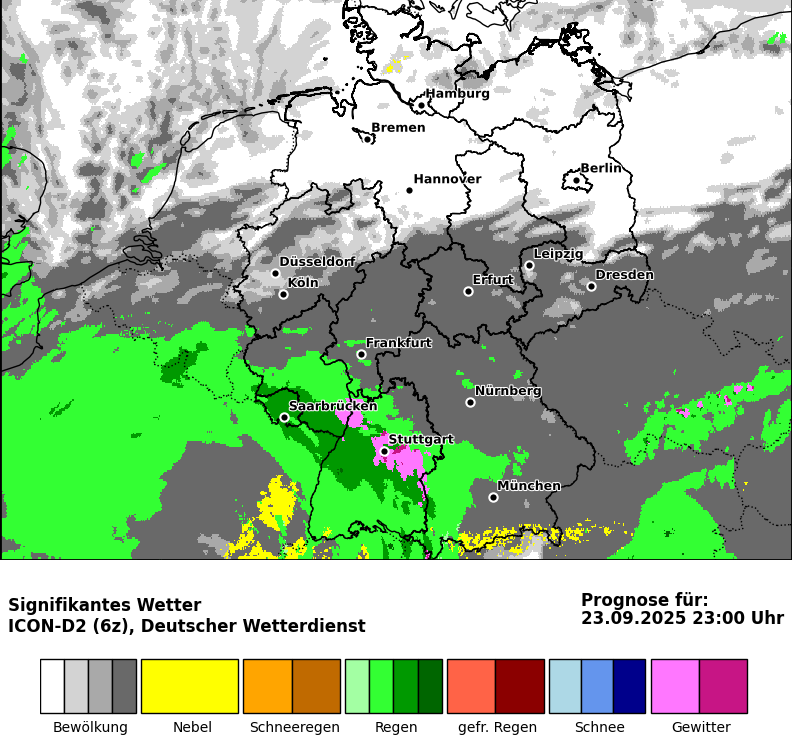 Hamburg
Bremen
Berlin
Hannover
Düsseldorf
Leipzig
Köln
Erfurt
Dresden
Frankfurt
Nürnberg
Saarbrücken
Stuttgart
München
Signifikantes Wetter
ICON-D2 (6z), Deutscher Wetterdienst
Prognose für:
23.09.2025 23:00 Uhr
Bewölkung
Nebel
Schneeregen
Regen
gefr. Regen
Schnee
Gewitter